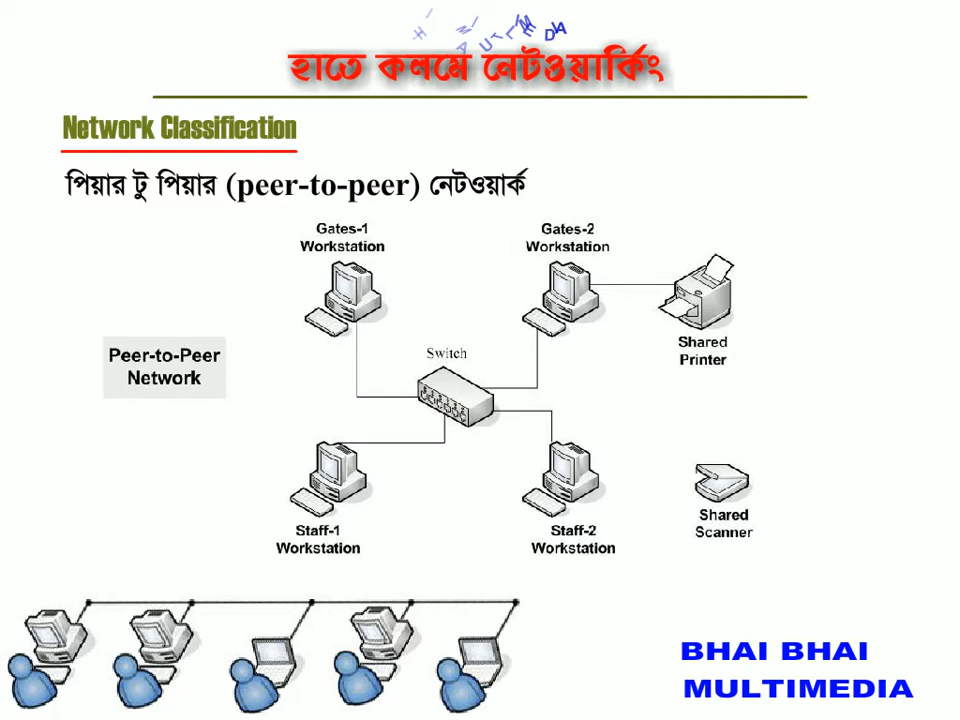 হাতে কলমে নেটওয়ার্কিং
Network Classification
পিয়ার টু পিয়ার (peer-to-peer) নেটওয়ার্ক
Gates-1
Workstation
Gates-2
Workstation
Shared
Printer
Peer-to-Peer
Network
Switch
Staff-1
Workstation
Staff-2
Workstation
Shared
Scanner
BHAI BHAI
MULTIMEDIA